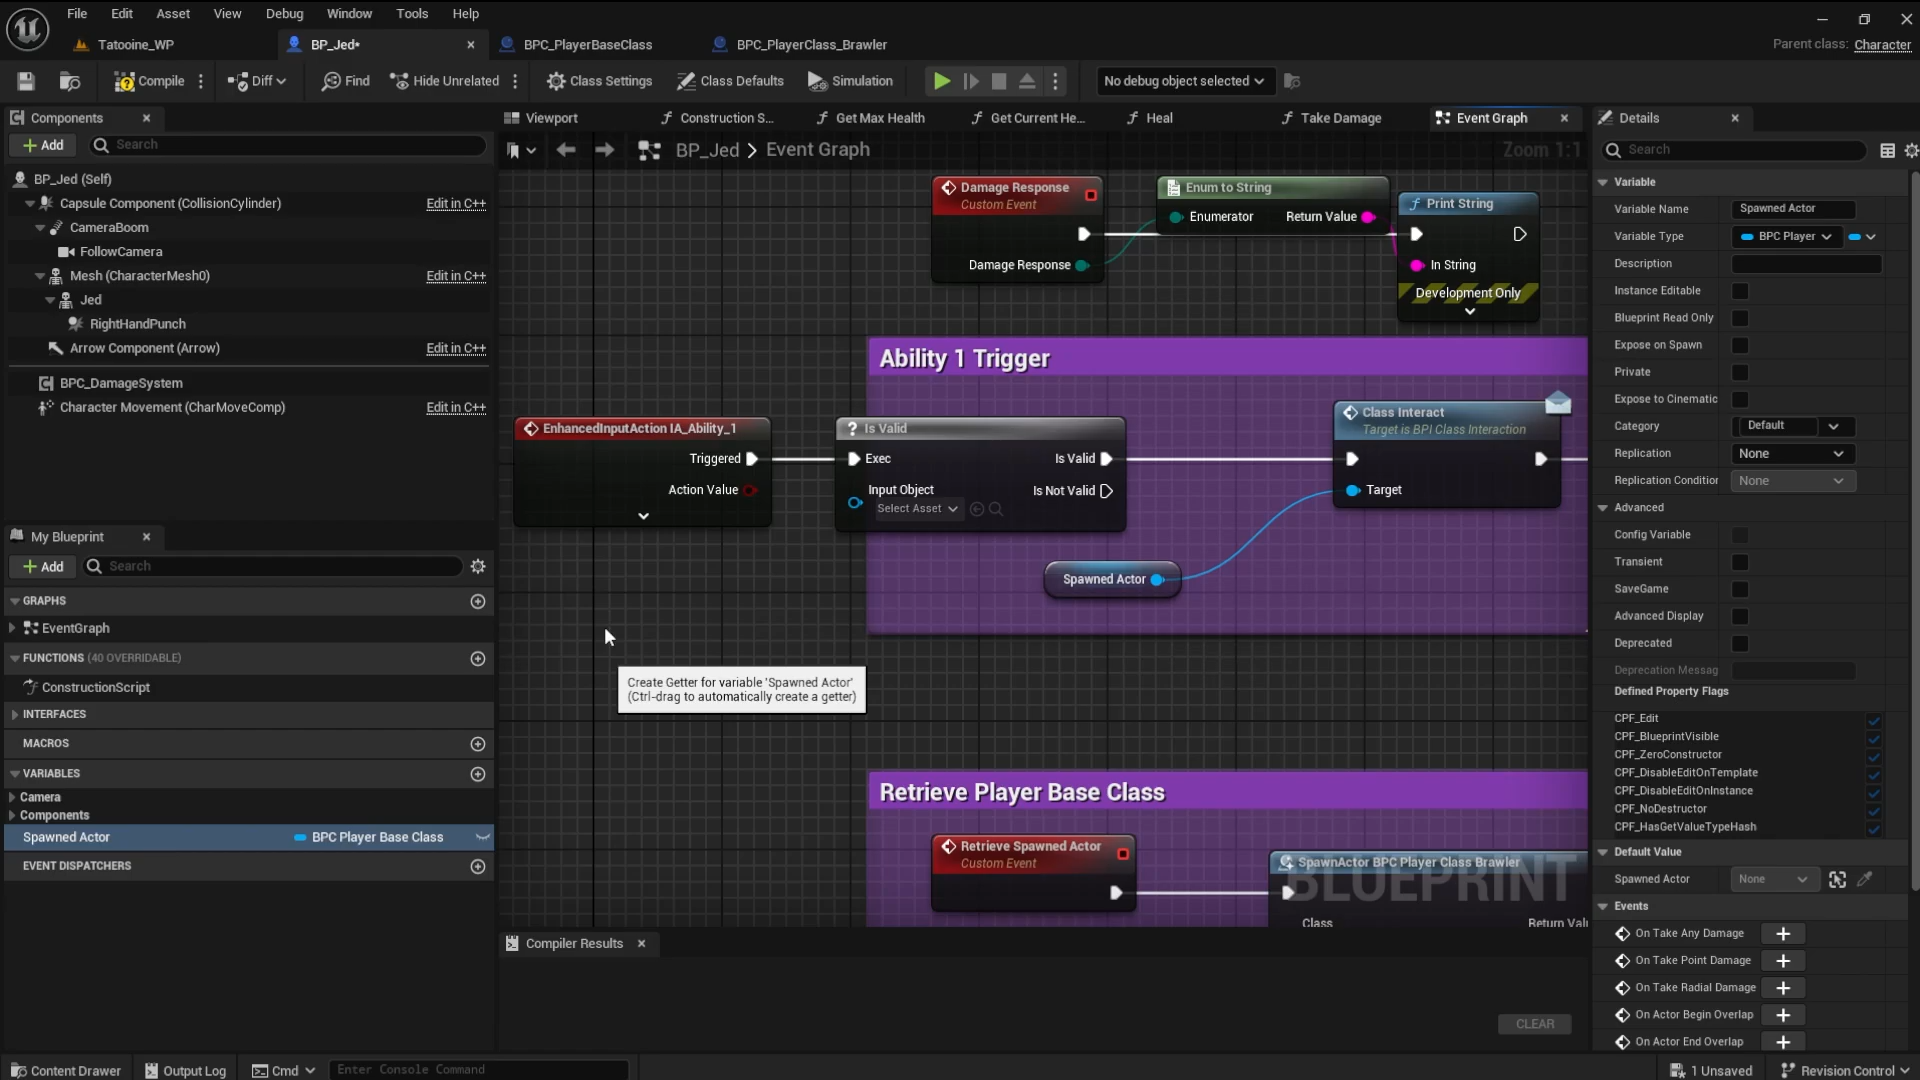 File Edit Asset View Debug Window Tools Help
Tatooine_WP BP_Jed* BPC_PlayerBaseClass BPC_PlayerClass_Brawler Parent class: Character
Compile Diff Find Hide Unrelated Class Settings Class Defaults Simulation No debug object selected
Components
Add Search
BP_Jed (Self)
Capsule Component (CollisionCylinder) Edit in C++
CameraBoom
FollowCamera
Mesh (CharacterMesh0) Edit in C++
Jed
RightHandPunch
Arrow Component (Arrow) Edit in C++
BPC_DamageSystem
Character Movement (CharMoveComp) Edit in C++
My Blueprint
Add Search
GRAPHS
EventGraph
FUNCTIONS (40 OVERRIDABLE)
ConstructionScript
INTERFACES
MACROS
VARIABLES
Camera
Components
Spawned Actor BPC Player Base Class
EVENT DISPATCHERS
Viewport Construction S... Get Max Health Get Current He... Heal Take Damage Event Graph
BP_Jed > Event Graph Zoom 1:1
Damage Response
Custom Event
Damage Response
Enum to String
Enumerator Return Value
Print String
In String
Development Only
Ability 1 Trigger
EnhancedInputAction IA_Ability_1
Triggered
Action Value
Is Valid
Exec Is Valid
Input Object Is Not Valid
Select Asset
Class Interact
Target is BPI Class Interaction
Target
Spawned Actor
Create Getter for variable 'Spawned Actor'
(Ctrl-drag to automatically create a getter)
Retrieve Player Base Class
Retrieve Spawned Actor
Custom Event
SpawnActor BPC Player Class Brawler
BLUEPRINT
Class Return Valu
Compiler Results
CLEAR
Details
Search
Variable
Variable Name Spawned Actor
Variable Type BPC Player
Description
Instance Editable
Blueprint Read Only
Expose on Spawn
Private
Expose to Cinematic
Category Default
Replication None
Replication Condition None
Advanced
Config Variable
Transient
SaveGame
Advanced Display
Deprecated
Deprecation Messag
Defined Property Flags
CPF_Edit
CPF_BlueprintVisible
CPF_ZeroConstructor
CPF_DisableEditOnTemplate
CPF_DisableEditOnInstance
CPF_NoDestructor
CPF_HasGetValueTypeHash
Default Value
Spawned Actor None
Events
On Take Any Damage
On Take Point Damage
On Take Radial Damage
On Actor Begin Overlap
On Actor End Overlap
Content Drawer Output Log Cmd Enter Console Command 1 Unsaved Revision Control